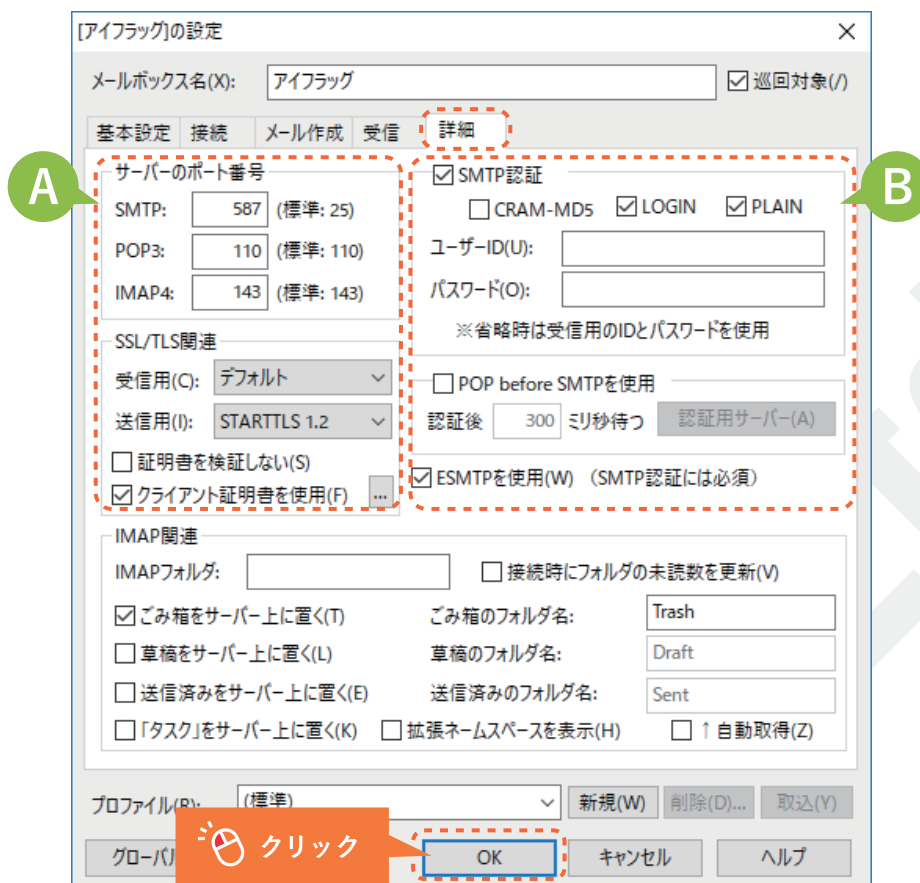 [アイフラッグ]の設定
メールボックス名(X): アイフラッグ 巡回対象(/)
基本設定 接続 メール作成 受信 詳細
A
B
サーバーのポート番号
SMTP: 587 (標準: 25)
POP3: 110 (標準: 110)
IMAP4: 143 (標準: 143)
SSL/TLS関連
受信用(C): デフォルト
送信用(I): STARTTLS 1.2
証明書を検証しない(S)
クライアント証明書を使用(F) ...
SMTP認証
CRAM-MD5 LOGIN PLAIN
ユーザーID(U):
パスワード(O):
※省略時は受信用のIDとパスワードを使用
POP before SMTPを使用
認証後 300 ミリ秒待つ 認証用サーバー(A)
ESMTPを使用(W) (SMTP認証には必須)
IMAP関連
IMAPフォルダ: 接続時にフォルダの未読数を更新(V)
ごみ箱をサーバー上に置く(T) ごみ箱のフォルダ名: Trash
草稿をサーバー上に置く(L) 草稿のフォルダ名: Draft
送信済みをサーバー上に置く(E) 送信済みのフォルダ名: Sent
「タスク」をサーバー上に置く(K) 拡張ネームスペースを表示(H) ↑自動取得(Z)
プロファイル(R): (標準) 新規(W) 削除(D)... 取込(Y)
グローバル クリック OK キャンセル ヘルプ